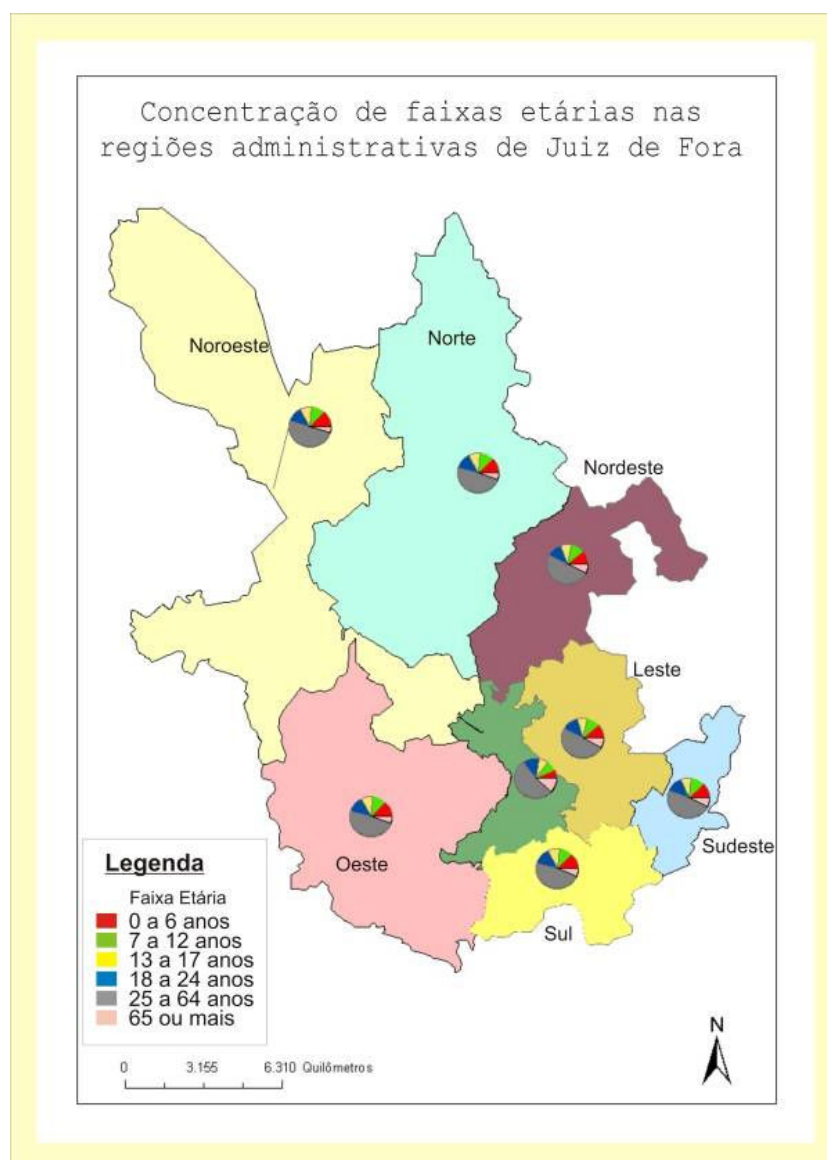 Concentração de faixas etárias nas
regiões administrativas de Juiz de Fora
Noroeste
Norte
Nordeste
Leste
Sudeste
Oeste
Sul
Legenda
Faixa Etária
0 a 6 anos
7 a 12 anos
13 a 17 anos
18 a 24 anos
25 a 64 anos
65 ou mais
0 3.155 6.310 Quilômetros
N